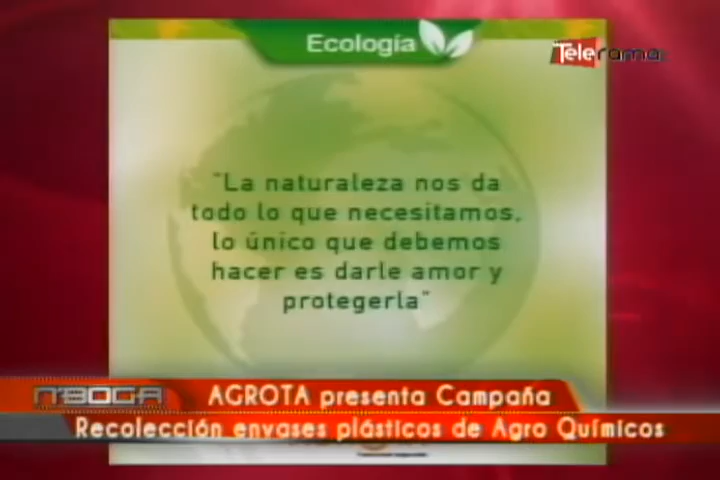 Ecología
Telerama
"La naturaleza nos da
todo lo que necesitamos,
lo único que debemos
hacer es darle amor y
protegerla"
N'BOGA
AGROTA presenta Campaña
Recolección envases plásticos de Agro Químicos